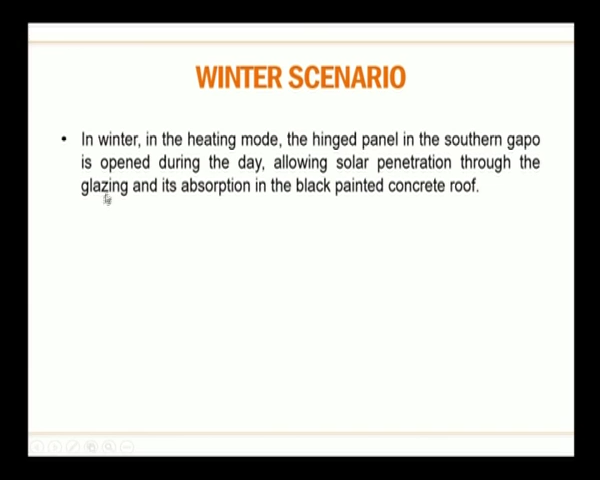 WINTER SCENARIO
• In winter, in the heating mode, the hinged panel in the southern gapo
is opened during the day, allowing solar penetration through the
glazing and its absorption in the black painted concrete roof.